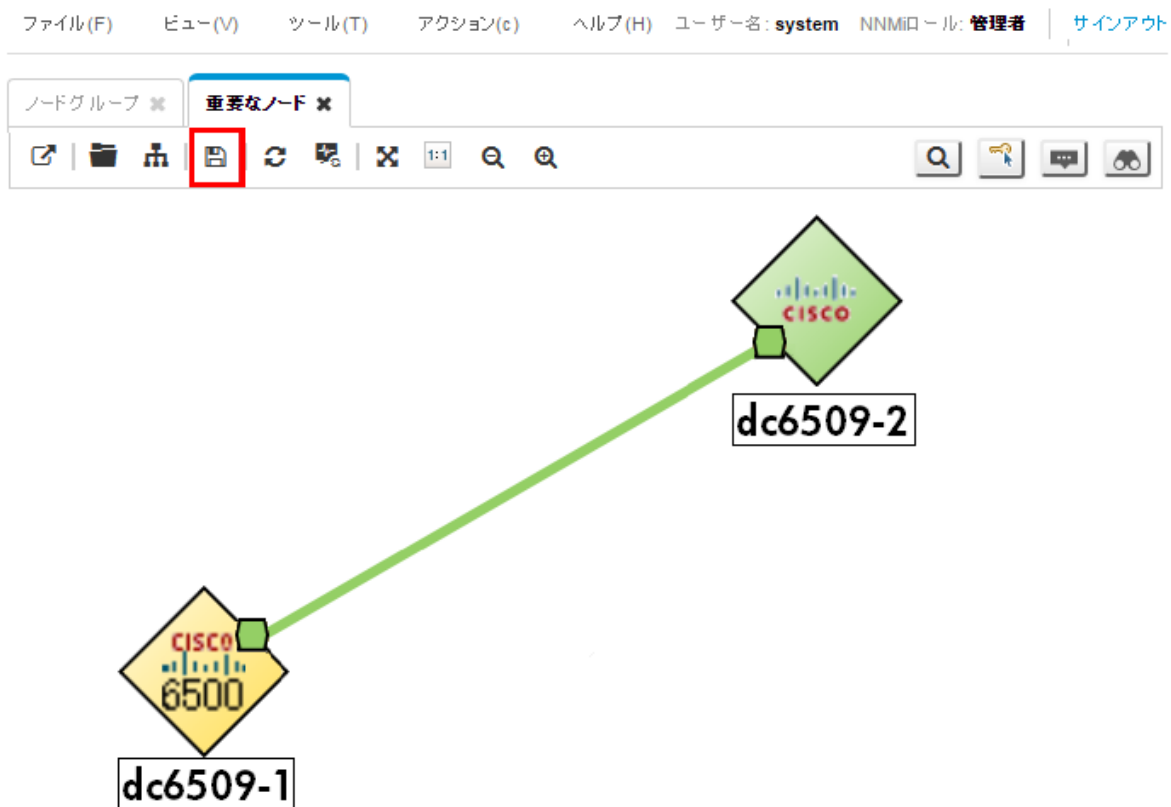 ファイル(F) ビュー(V) ツール(T) アクション(c) ヘルプ(H) ユーザー名: system NNMiロール: 管理者 サインアウト
ノードグループ 重要なノード
1:1
CISCO
dc6509-2
CISCO
6500
dc6509-1